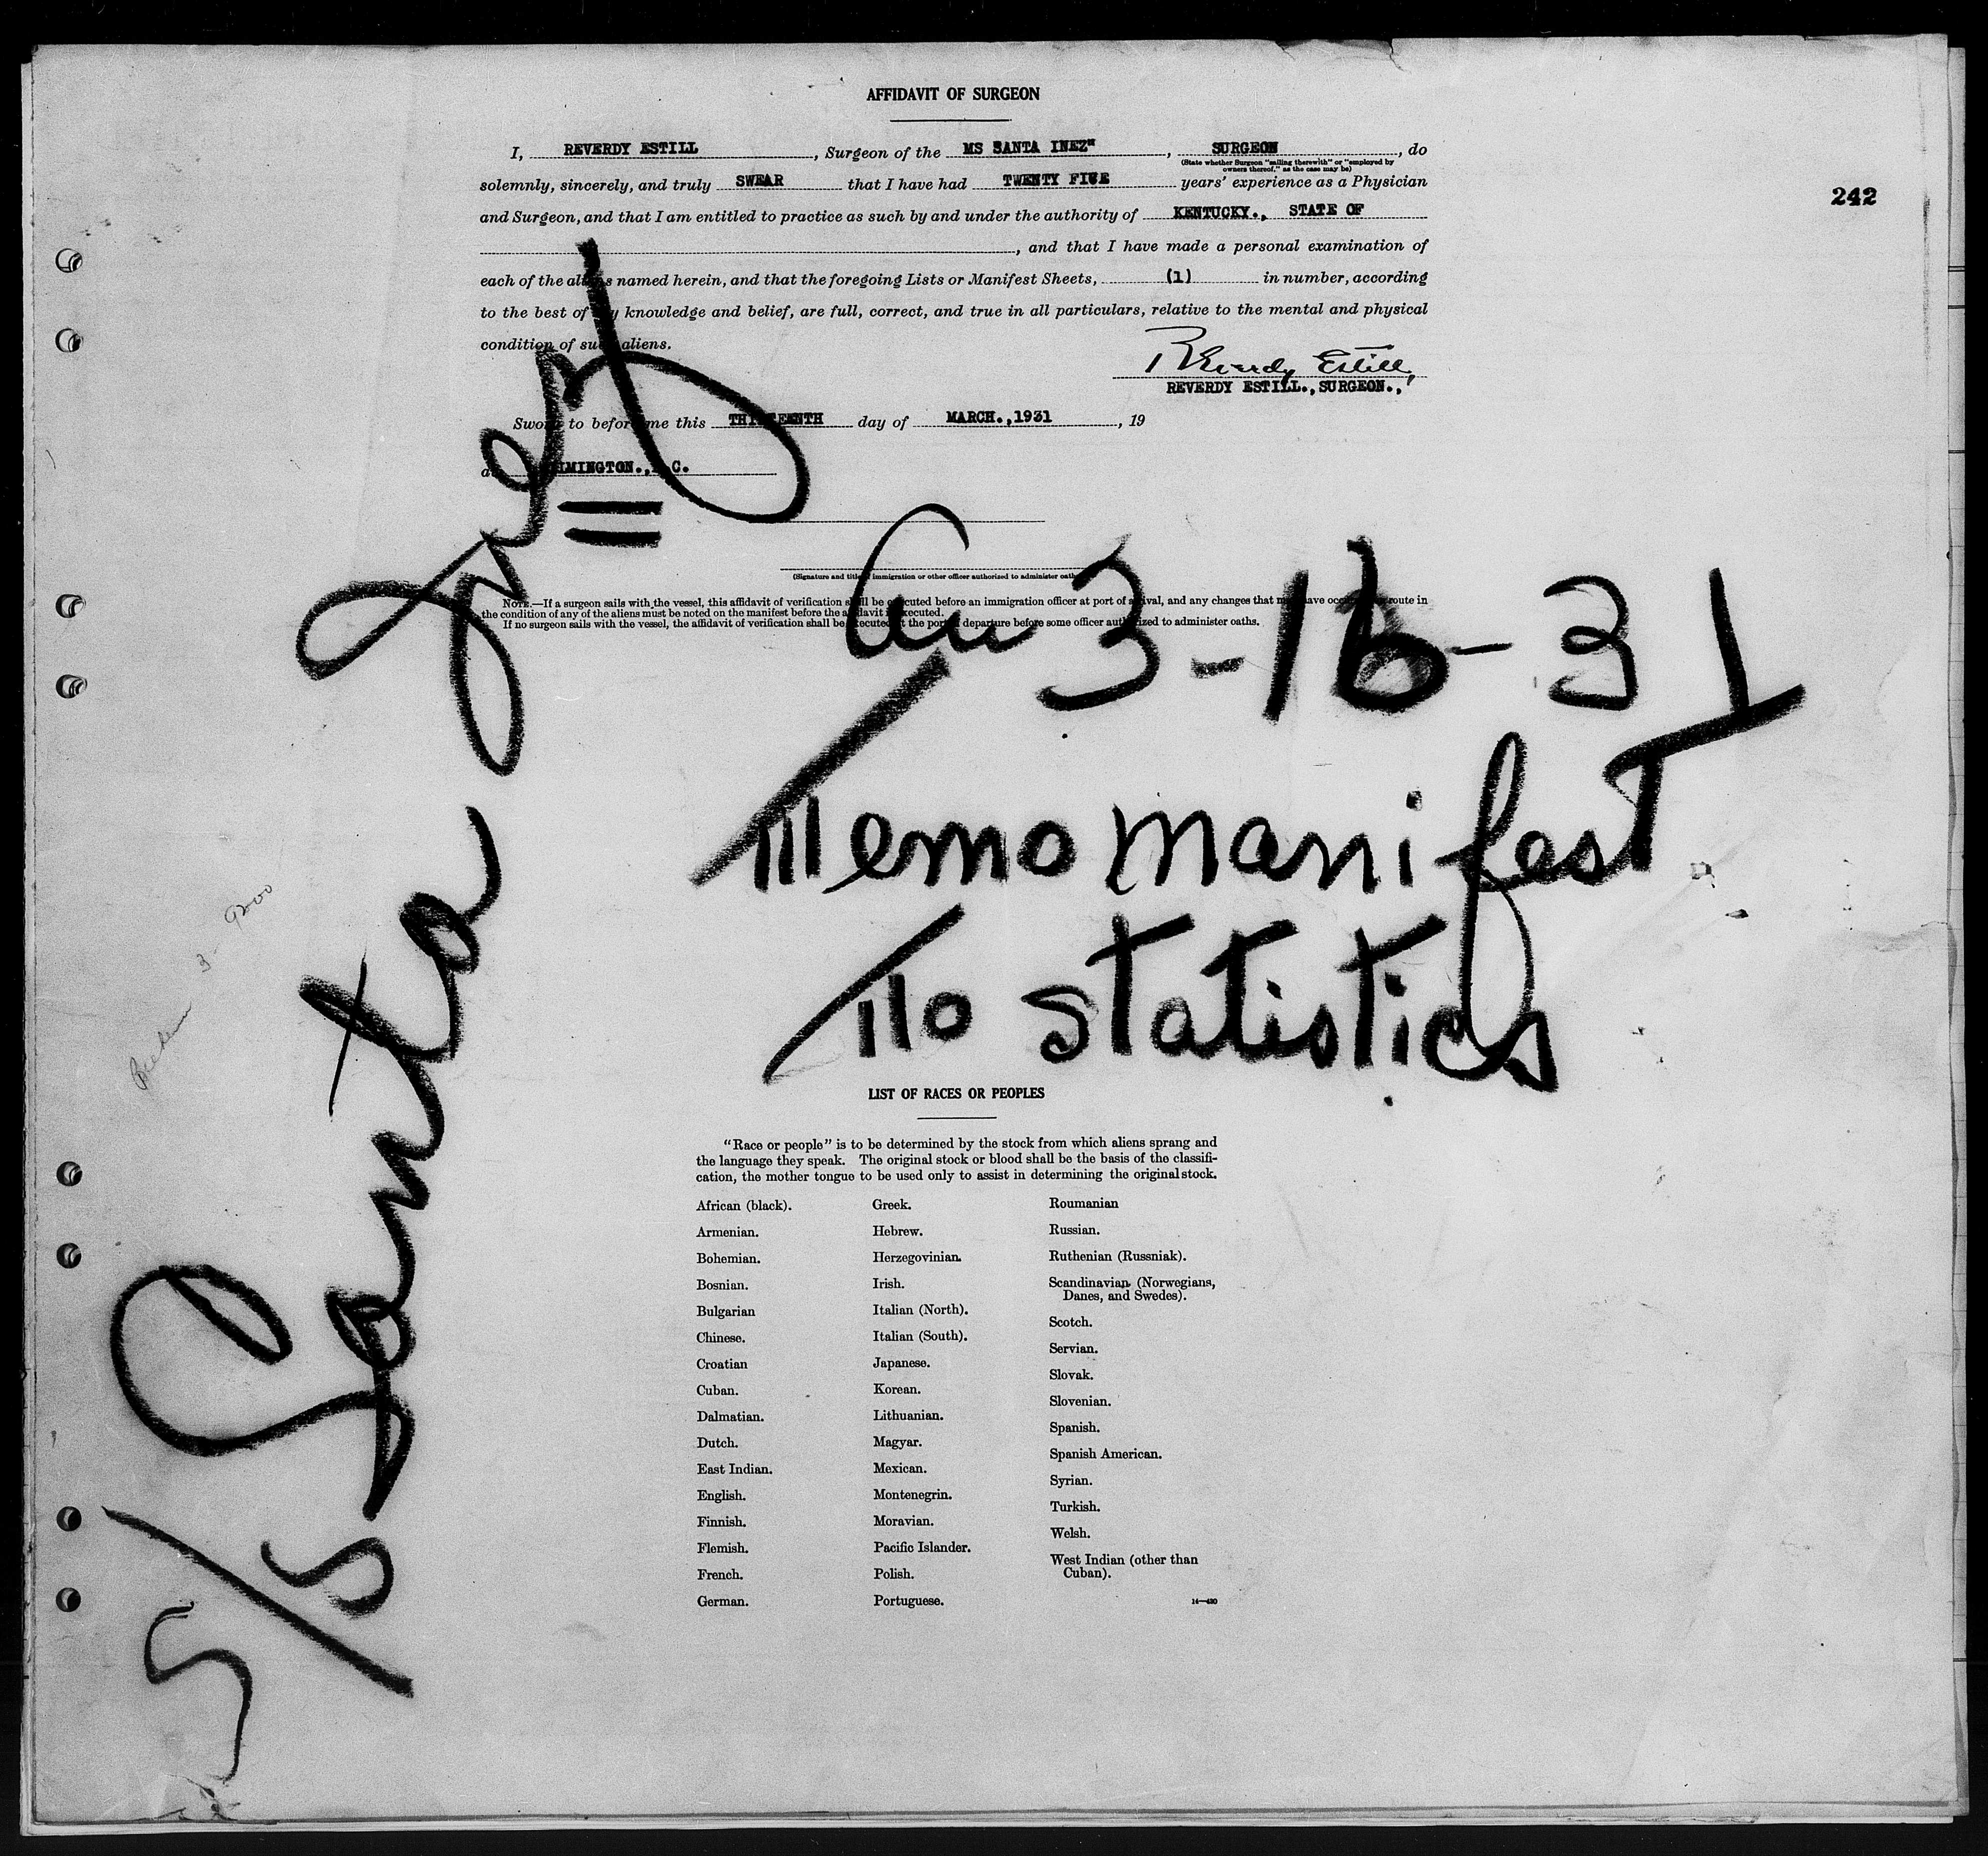 AFFIDAVIT OF SURGEON
242
I, REVERDY ESTILL, Surgeon of the MS SANTA INEZ", SURGEON, do
(State whether Surgeon "sailing therewith" or "employed by
owners thereof," as the case may be)
solemnly, sincerely, and truly SWEAR that I have had TWENTY FIVE years' experience as a Physician
and Surgeon, and that I am entitled to practice as such by and under the authority of KENTUCKY., STATE OF
, and that I have made a personal examination of
each of the aliens named herein, and that the foregoing Lists or Manifest Sheets, (1) in number, according
to the best of my knowledge and belief, are full, correct, and true in all particulars, relative to the mental and physical
condition of such aliens.
Reverdy Estill,
REVERDY ESTILL., SURGEON.,
Sworn to before me this THIRTEENTH day of MARCH.,1931, 19
at WILMINGTON., C.
(Signature and title of immigration or other officer authorized to administer oaths
NOTE.—If a surgeon sails with the vessel, this affidavit of verification shall be executed before an immigration officer at port of arrival, and any changes that may have occurred en route in
the condition of any of the aliens must be noted on the manifest before the affidavit is executed.
If no surgeon sails with the vessel, the affidavit of verification shall be executed at the port of departure before some officer authorized to administer oaths.
S/S Santa Inez
3-16-31
Memo manifest
No statistics
3- 9200
LIST OF RACES OR PEOPLES
"Race or people" is to be determined by the stock from which aliens sprang and
the language they speak. The original stock or blood shall be the basis of the classifi-
cation, the mother tongue to be used only to assist in determining the original stock.
African (black).
Armenian.
Bohemian.
Bosnian.
Bulgarian
Chinese.
Croatian
Cuban.
Dalmatian.
Dutch.
East Indian.
English.
Finnish.
Flemish.
French.
German.
Greek.
Hebrew.
Herzegovinian.
Irish.
Italian (North).
Italian (South).
Japanese.
Korean.
Lithuanian.
Magyar.
Mexican.
Montenegrin.
Moravian.
Pacific Islander.
Polish.
Portuguese.
Roumanian
Russian.
Ruthenian (Russniak).
Scandinavian (Norwegians,
Danes, and Swedes).
Scotch.
Servian.
Slovak.
Slovenian.
Spanish.
Spanish American.
Syrian.
Turkish.
Welsh.
West Indian (other than
Cuban).
14—430